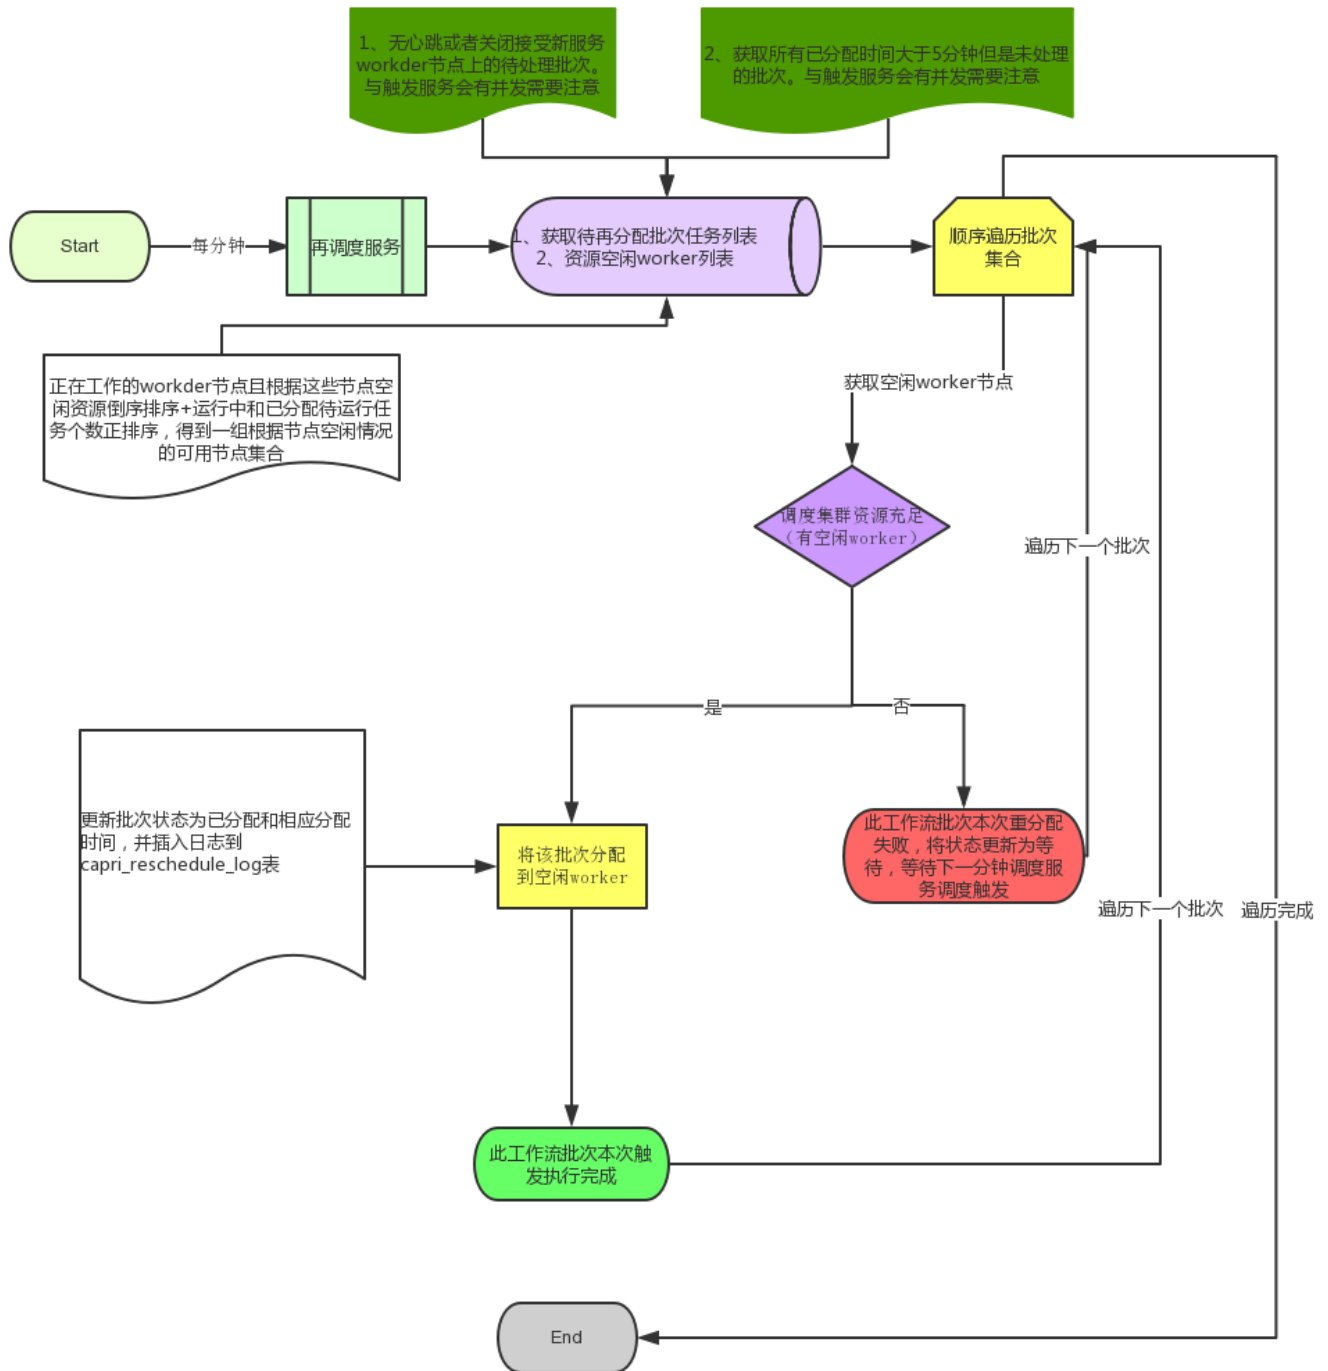 1、无心跳或者关闭接受新服务
workder节点上的待处理批次。
与触发服务会有并发需要注意
2、获取所有已分配时间大于5分钟但是未处理
的批次。与触发服务会有并发需要注意
Start
每分钟
再调度服务
1、获取待再分配批次任务列表
2、资源空闲worker列表
顺序遍历批次
集合
正在工作的workder节点且根据这些节点空
闲资源倒序排序+运行中和已分配待运行任
务个数正排序，得到一组根据节点空闲情况
的可用节点集合
获取空闲worker节点
调度集群资源充足
（有空闲worker）
遍历下一个批次
是
否
更新批次状态为已分配和相应分配
时间，并插入日志到
capri_reschedule_log表
将该批次分配
到空闲worker
此工作流批次本次重分配
失败，将状态更新为等
待，等待下一分钟调度服
务调度触发
遍历下一个批次
遍历完成
此工作流批次本次触
发执行完成
End